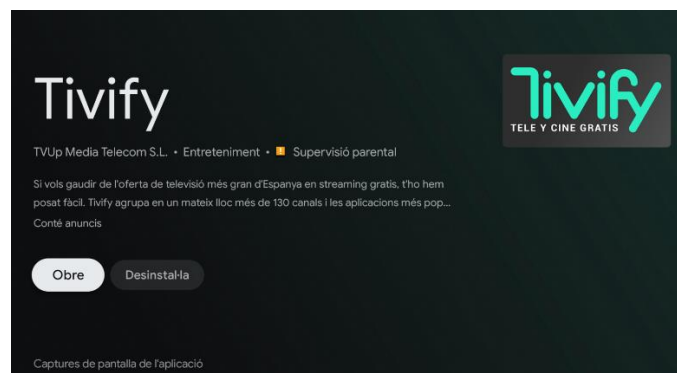 Tivify
Tivify
TELE Y CINE GRATIS
TVUp Media Telecom S.L. • Entreteniment • ! Supervisió parental
Si vols gaudir de l'oferta de televisió més gran d'Espanya en streaming gratis, t'ho hem
posat fàcil. Tivify agrupa en un mateix lloc més de 130 canals i les aplicacions més pop...
Conté anuncis
Obre
Desinstal·la
Captures de pantalla de l'aplicació